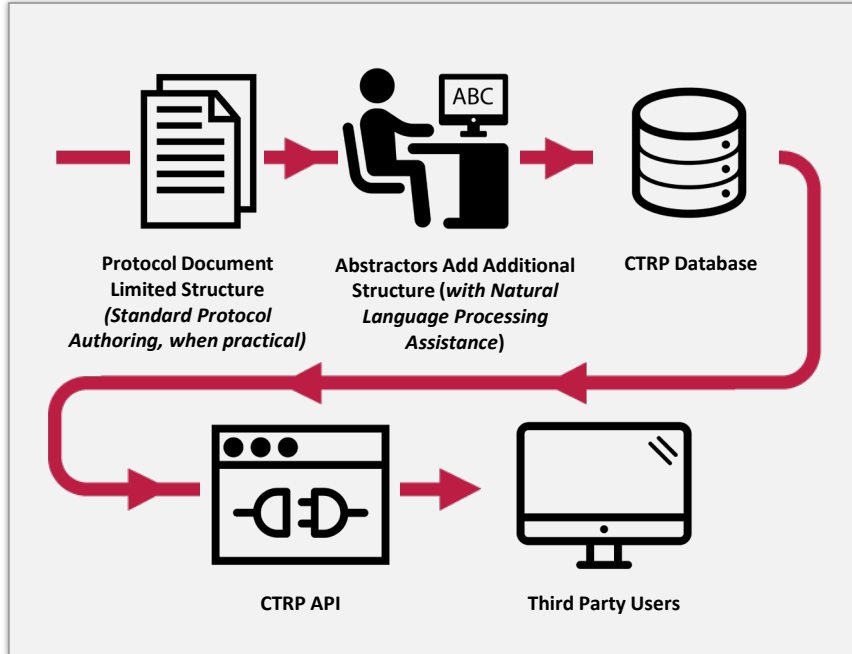 ABC
Protocol Document
Limited Structure
(Standard Protocol
Authoring, when practical)
Abstractors Add Additional
Structure (with Natural
Language Processing
Assistance)
CTRP Database
CTRP API
Third Party Users